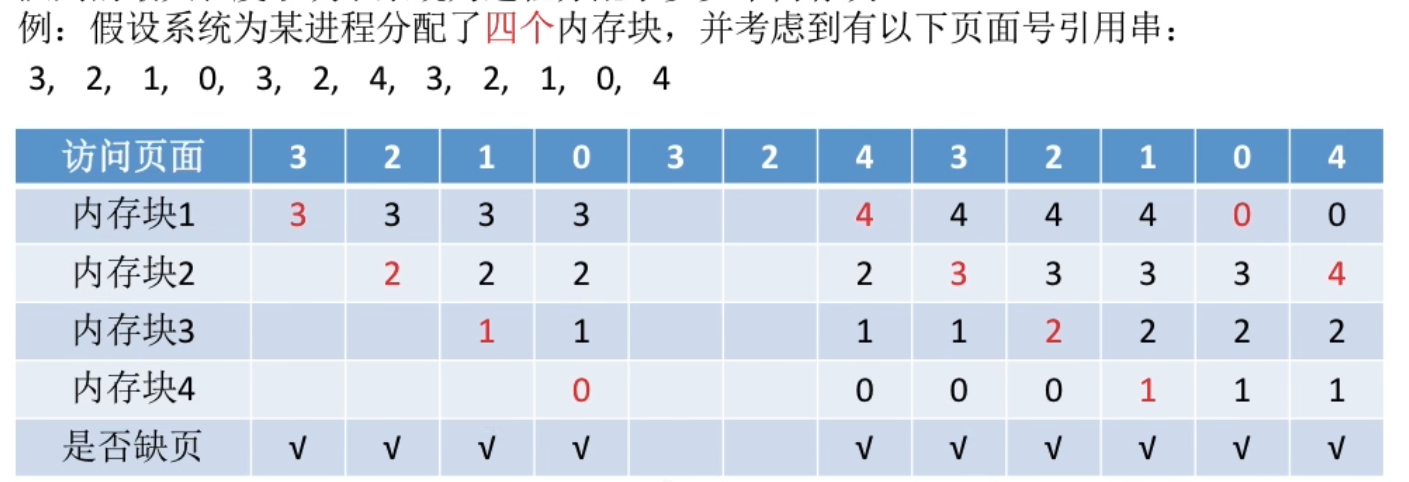 例：假设系统为某进程分配了四个内存块，并考虑到有以下页面号引用串：
3, 2, 1, 0, 3, 2, 4, 3, 2, 1, 0, 4
访问页面 3 2 1 0 3 2 4 3 2 1 0 4
内存块1 3 3 3 3 4 4 4 4 0 0
内存块2 2 2 2 2 3 3 3 3 4
内存块3 1 1 1 1 2 2 2 2
内存块4 0 0 0 0 1 1 1
是否缺页 √ √ √ √ √ √ √ √ √ √